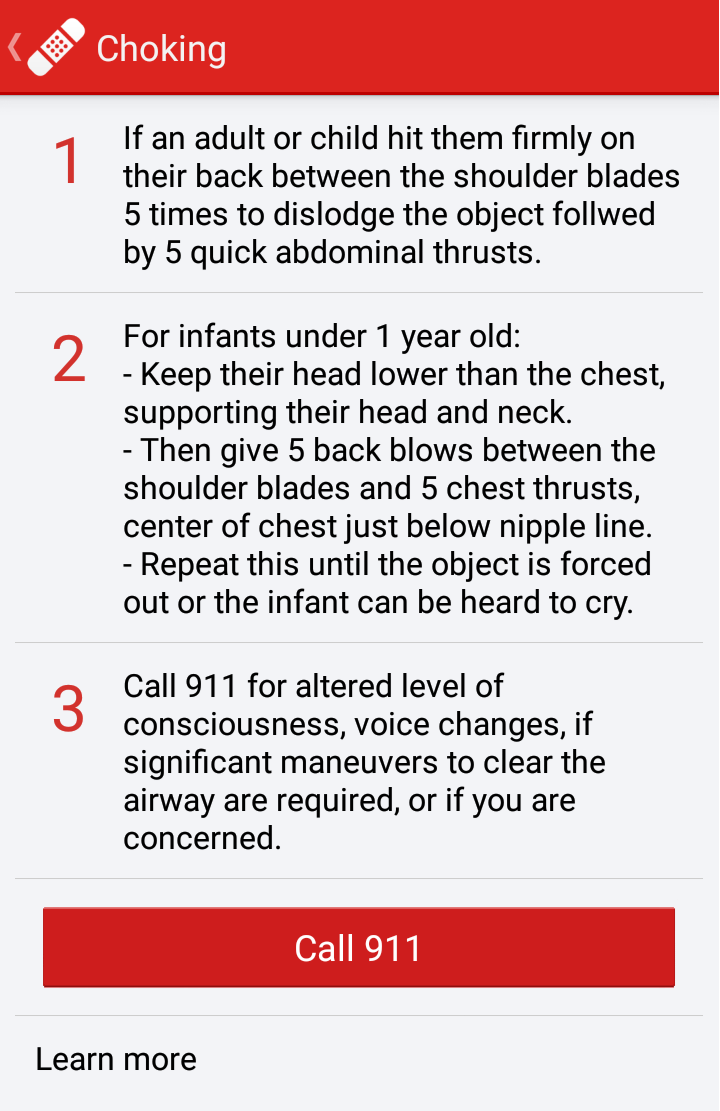 Choking
1
If an adult or child hit them firmly on
their back between the shoulder blades
5 times to dislodge the object follwed
by 5 quick abdominal thrusts.
2
For infants under 1 year old:
- Keep their head lower than the chest,
supporting their head and neck.
- Then give 5 back blows between the
shoulder blades and 5 chest thrusts,
center of chest just below nipple line.
- Repeat this until the object is forced
out or the infant can be heard to cry.
3
Call 911 for altered level of
consciousness, voice changes, if
significant maneuvers to clear the
airway are required, or if you are
concerned.
Call 911
Learn more